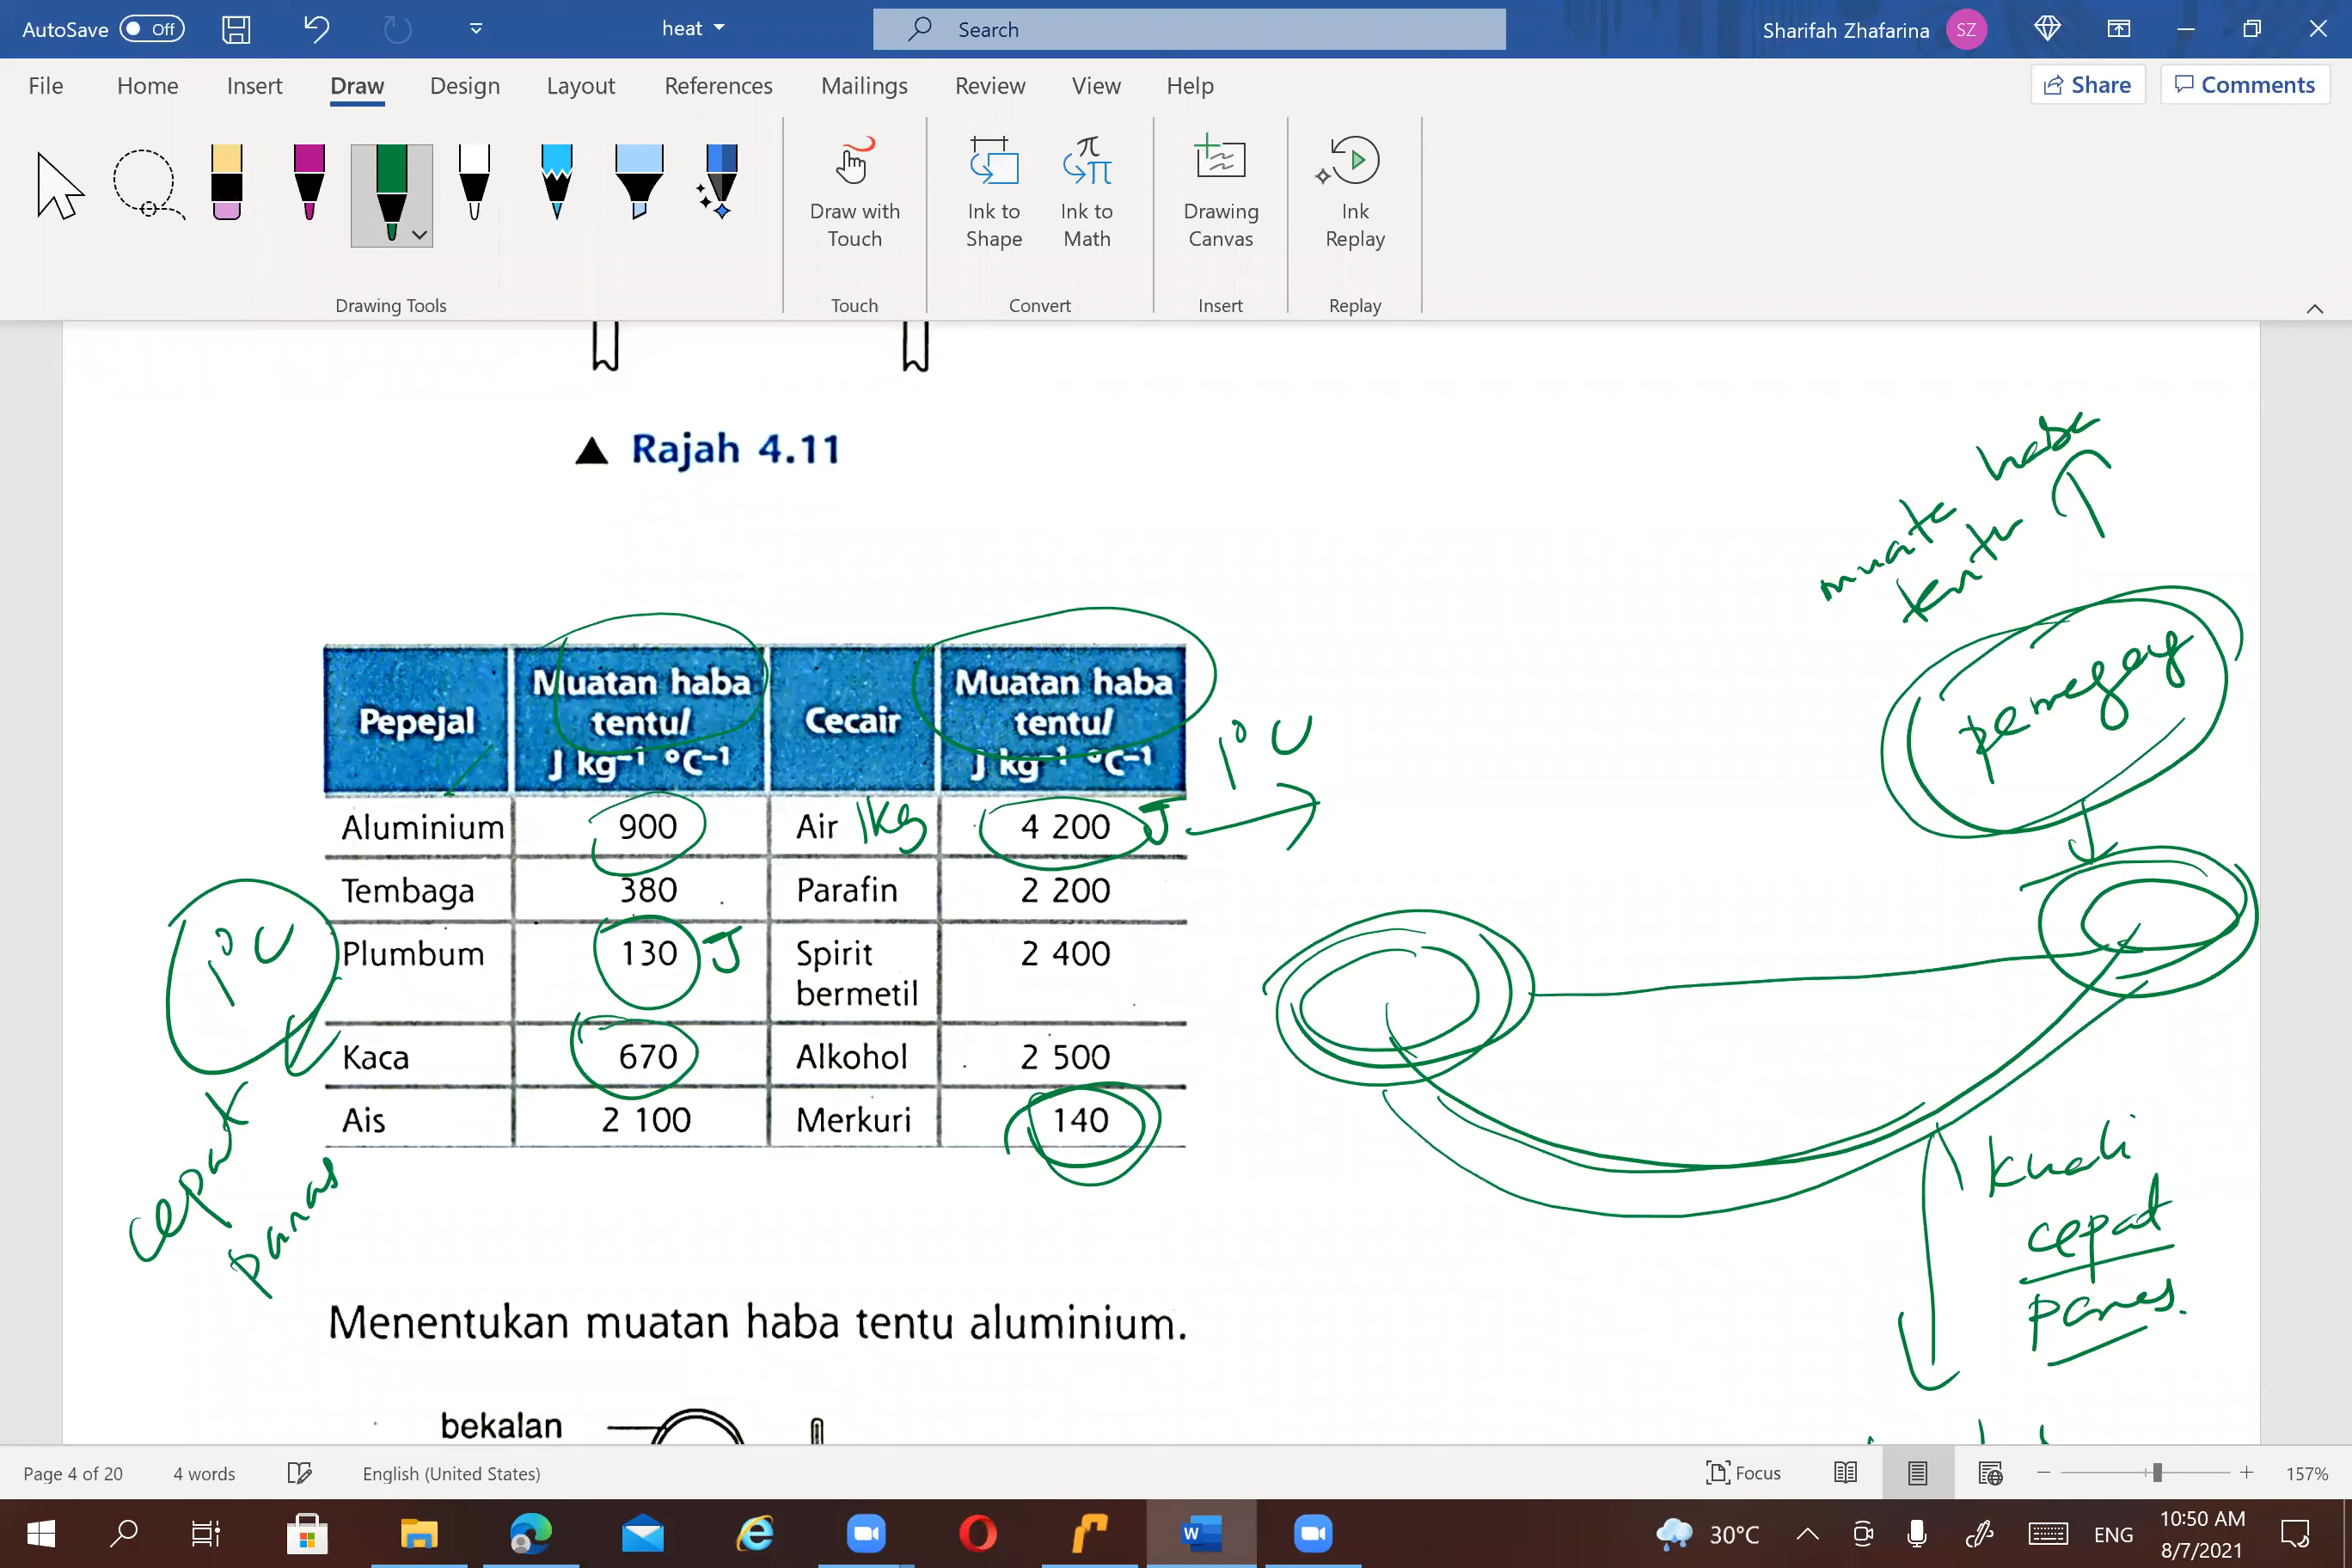 AutoSave Off
heat
Search
Sharifah Zhafarina SZ
File Home Insert Draw Design Layout References Mailings Review View Help
Share Comments
Draw with Touch
Ink to Shape
Ink to Math
Drawing Canvas
Ink Replay
Drawing Tools Touch Convert Insert Replay
▲ Rajah 4.11
haba
muatan
tentu
Pepejal Muatan haba tentu/ J kg⁻¹ °C⁻¹ Cecair Muatan haba tentu/ J kg⁻¹ °C⁻¹
1°C
Aluminium 900 Air 1kg 4 200 J
Tembaga 380 Parafin 2 200
1°C
Plumbum 130 J Spirit bermetil 2 400
Kaca 670 Alkohol 2 500
Ais 2 100 Merkuri 140
cepat
panas
kuali
cepat
panas.
Menentukan muatan haba tentu aluminium.
bekalan
Page 4 of 20 4 words English (United States) Focus 157%
30°C ENG 10:50 AM
8/7/2021